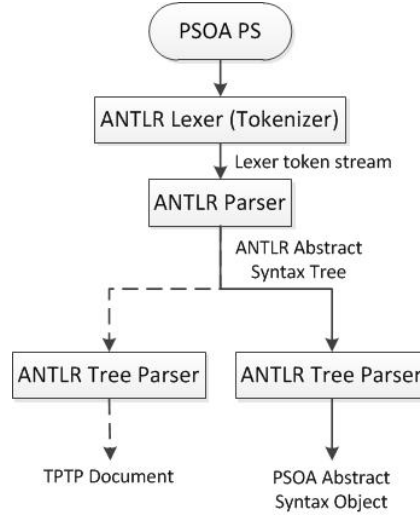 PSOA PS
ANTLR Lexer (Tokenizer)
Lexer token stream
ANTLR Parser
ANTLR Abstract
Syntax Tree
ANTLR Tree Parser
ANTLR Tree Parser
TPTP Document
PSOA Abstract
Syntax Object